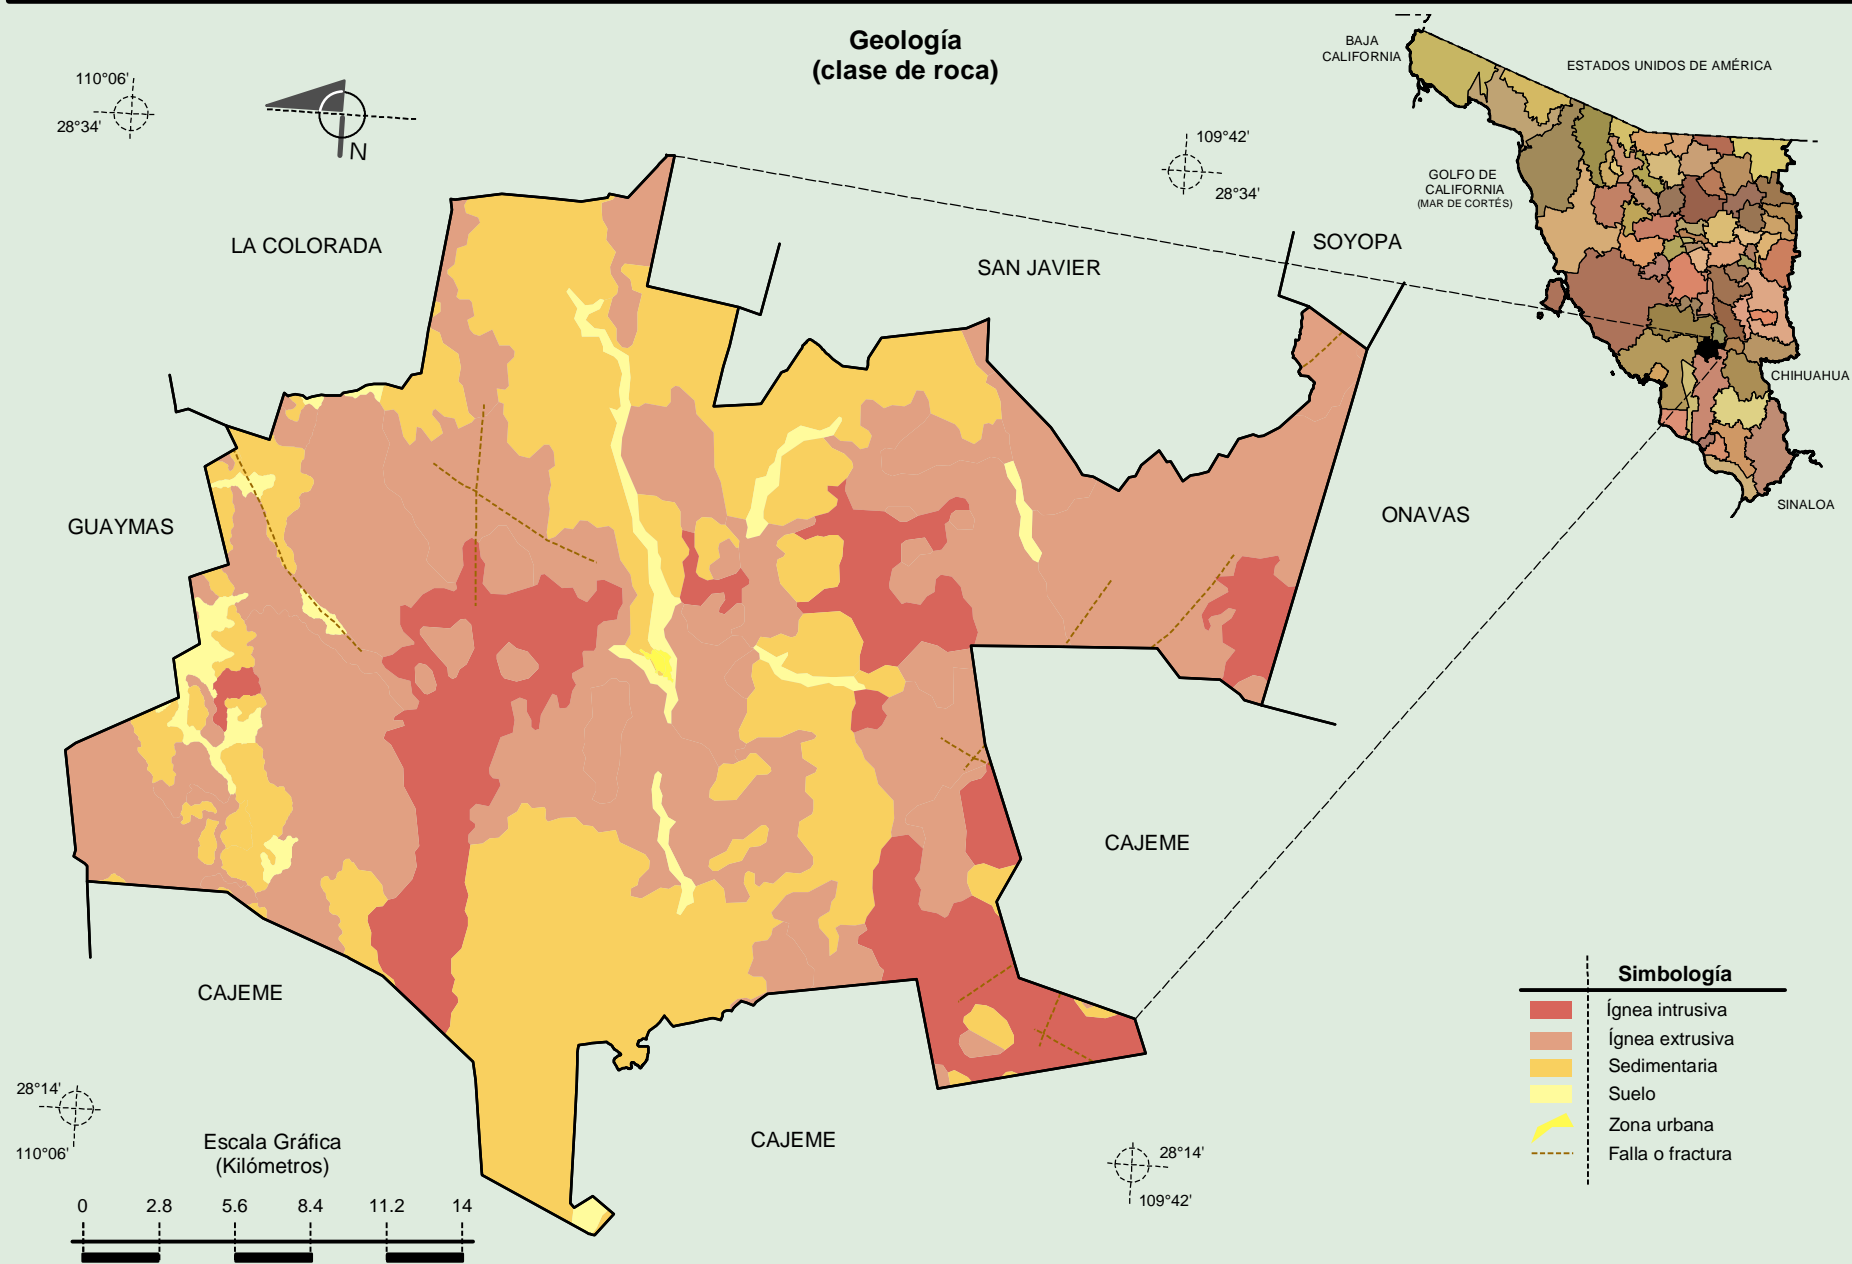 Geología
(clase de roca)
110°06'
28°34'
N
109°42'
28°34'
BAJA
CALIFORNIA
ESTADOS UNIDOS DE AMÉRICA
GOLFO DE
CALIFORNIA
(MAR DE CORTÉS)
CHIHUAHUA
SINALOA
LA COLORADA
SAN JAVIER
SOYOPA
GUAYMAS
ONAVAS
CAJEME
CAJEME
CAJEME
28°14'
110°06'
28°14'
109°42'
Escala Gráfica
(Kilómetros)
0 2.8 5.6 8.4 11.2 14
Simbología
Ígnea intrusiva
Ígnea extrusiva
Sedimentaria
Suelo
Zona urbana
Falla o fractura